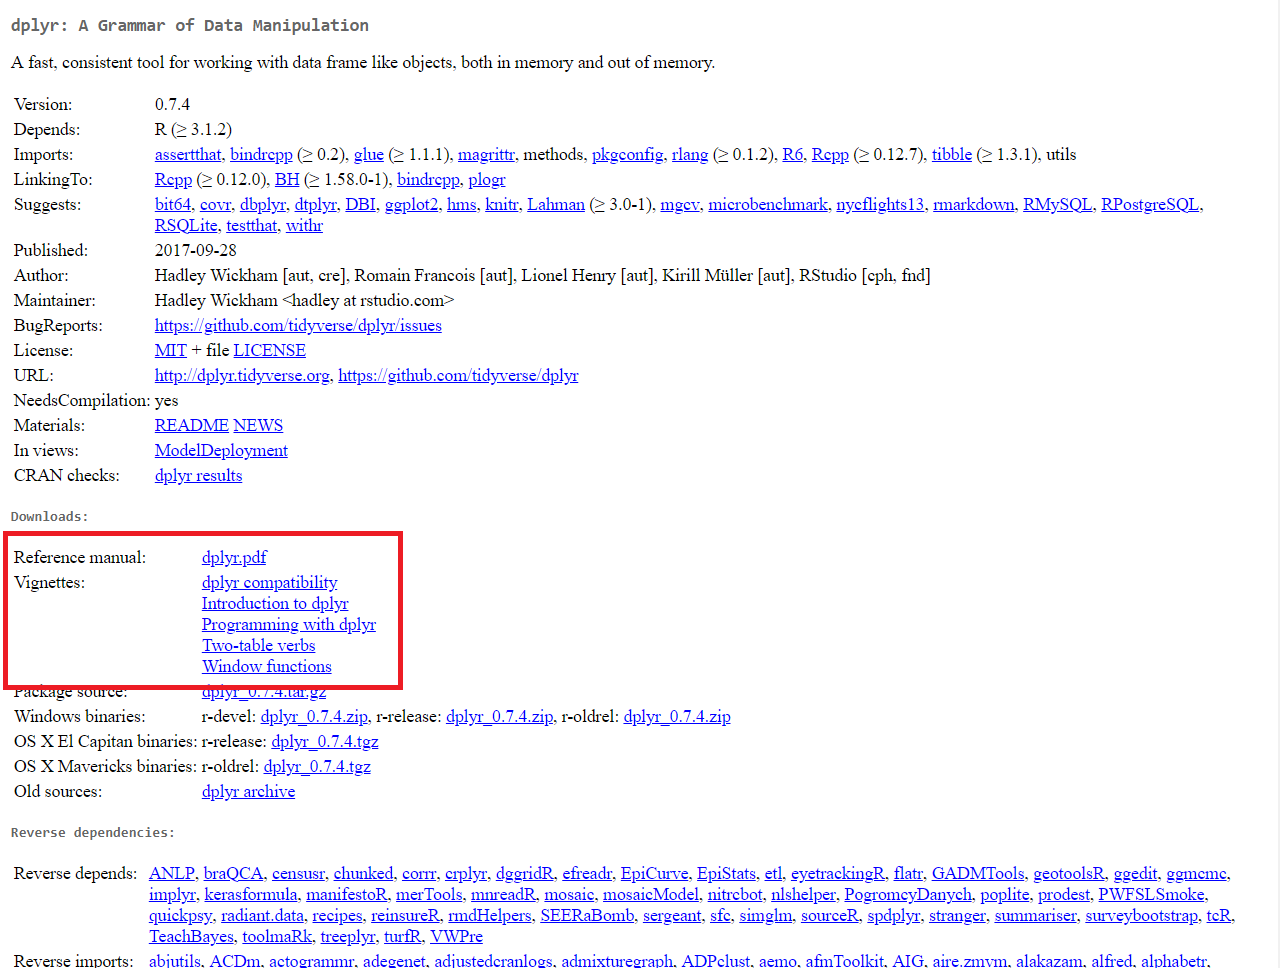 dplyr: A Grammar of Data Manipulation
A fast, consistent tool for working with data frame like objects, both in memory and out of memory.
Version: 0.7.4
Depends: R (≥ 3.1.2)
Imports: assertthat, bindrcpp (≥ 0.2), glue (≥ 1.1.1), magrittr, methods, pkgconfig, rlang (≥ 0.1.2), R6, Rcpp (≥ 0.12.7), tibble (≥ 1.3.1), utils
LinkingTo: Rcpp (≥ 0.12.0), BH (≥ 1.58.0-1), bindrcpp, plogr
Suggests: bit64, covr, dbplyr, dtplyr, DBI, ggplot2, hms, knitr, Lahman (≥ 3.0-1), mgcv, microbenchmark, nycflights13, rmarkdown, RMySQL, RPostgreSQL,
RSQLite, testthat, withr
Published: 2017-09-28
Author: Hadley Wickham [aut, cre], Romain Francois [aut], Lionel Henry [aut], Kirill Müller [aut], RStudio [cph, fnd]
Maintainer: Hadley Wickham <hadley at rstudio.com>
BugReports: https://github.com/tidyverse/dplyr/issues
License: MIT + file LICENSE
URL: http://dplyr.tidyverse.org, https://github.com/tidyverse/dplyr
NeedsCompilation: yes
Materials: README NEWS
In views: ModelDeployment
CRAN checks: dplyr results
Downloads:
Reference manual: dplyr.pdf
Vignettes: dplyr compatibility
Introduction to dplyr
Programming with dplyr
Two-table verbs
Window functions
Package source: dplyr_0.7.4.tar.gz
Windows binaries: r-devel: dplyr_0.7.4.zip, r-release: dplyr_0.7.4.zip, r-oldrel: dplyr_0.7.4.zip
OS X El Capitan binaries: r-release: dplyr_0.7.4.tgz
OS X Mavericks binaries: r-oldrel: dplyr_0.7.4.tgz
Old sources: dplyr archive
Reverse dependencies:
Reverse depends: ANLP, braQCA, censusr, chunked, corrr, crplyr, dggridR, efreadr, EpiCurve, EpiStats, etl, eyetrackingR, flatr, GADMTools, geotoolsR, ggedit, ggmcmc,
implyr, kerasformula, manifestoR, merTools, mnreadR, mosaic, mosaicModel, nitrcbot, nlshelper, PogromcyDanych, poplite, prodest, PWFSLSmoke,
quickpsy, radiant.data, recipes, reinsureR, rmdHelpers, SEERaBomb, sergeant, sfc, simglm, sourceR, spdplyr, stranger, summariser, surveybootstrap, tcR,
TeachBayes, toolmaRk, treeplyr, turfR, VWPre
Reverse imports: abjutils, ACDm, actogrammr, adegenet, adjustedcranlogs, admixturegraph, ADPclust, aemo, afmToolkit, AIG, aire.zmvm, alakazam, alfred, alphabetr,